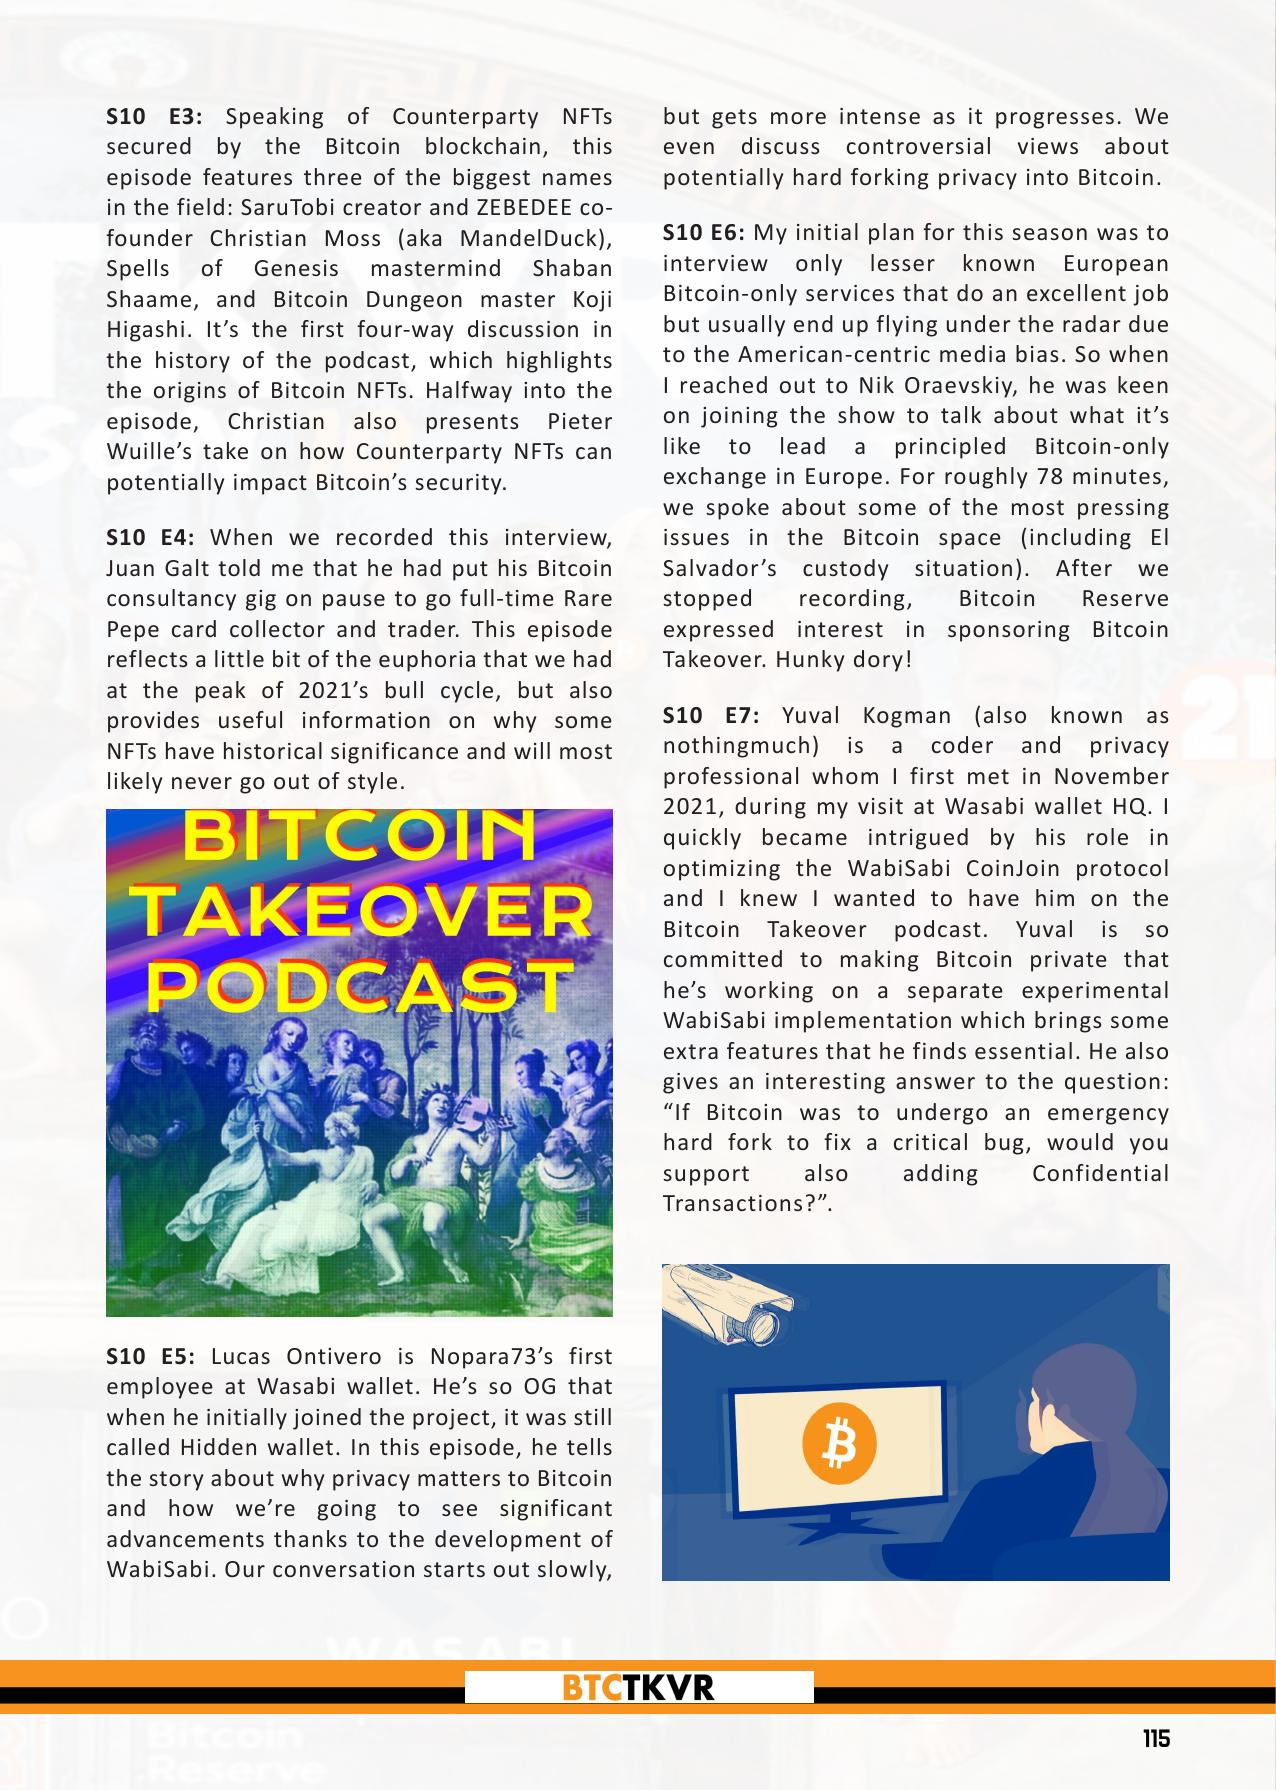 S10 E3: Speaking of Counterparty NFTs
secured by the Bitcoin blockchain, this
episode features three of the biggest names
in the field: SaruTobi creator and ZEBEDEE co-
founder Christian Moss (aka MandelDuck),
Spells of Genesis mastermind Shaban
Shaame, and Bitcoin Dungeon master Koji
Higashi. It’s the first four-way discussion in
the history of the podcast, which highlights
the origins of Bitcoin NFTs. Halfway into the
episode, Christian also presents Pieter
Wuille’s take on how Counterparty NFTs can
potentially impact Bitcoin’s security.
S10 E4: When we recorded this interview,
Juan Galt told me that he had put his Bitcoin
consultancy gig on pause to go full-time Rare
Pepe card collector and trader. This episode
reflects a little bit of the euphoria that we had
at the peak of 2021’s bull cycle, but also
provides useful information on why some
NFTs have historical significance and will most
likely never go out of style.
BITCOIN
TAKEOVER
PODCAST
S10 E5: Lucas Ontivero is Nopara73’s first
employee at Wasabi wallet. He’s so OG that
when he initially joined the project, it was still
called Hidden wallet. In this episode, he tells
the story about why privacy matters to Bitcoin
and how we’re going to see significant
advancements thanks to the development of
WabiSabi. Our conversation starts out slowly,
but gets more intense as it progresses. We
even discuss controversial views about
potentially hard forking privacy into Bitcoin.
S10 E6: My initial plan for this season was to
interview only lesser known European
Bitcoin-only services that do an excellent job
but usually end up flying under the radar due
to the American-centric media bias. So when
I reached out to Nik Oraevskiy, he was keen
on joining the show to talk about what it’s
like to lead a principled Bitcoin-only
exchange in Europe. For roughly 78 minutes,
we spoke about some of the most pressing
issues in the Bitcoin space (including El
Salvador’s custody situation). After we
stopped recording, Bitcoin Reserve
expressed interest in sponsoring Bitcoin
Takeover. Hunky dory!
S10 E7: Yuval Kogman (also known as
nothingmuch) is a coder and privacy
professional whom I first met in November
2021, during my visit at Wasabi wallet HQ. I
quickly became intrigued by his role in
optimizing the WabiSabi CoinJoin protocol
and I knew I wanted to have him on the
Bitcoin Takeover podcast. Yuval is so
committed to making Bitcoin private that
he’s working on a separate experimental
WabiSabi implementation which brings some
extra features that he finds essential. He also
gives an interesting answer to the question:
“If Bitcoin was to undergo an emergency
hard fork to fix a critical bug, would you
support also adding Confidential
Transactions?”.
21
WASABI
BTCTKVR
Bitcoin
Reserve
115